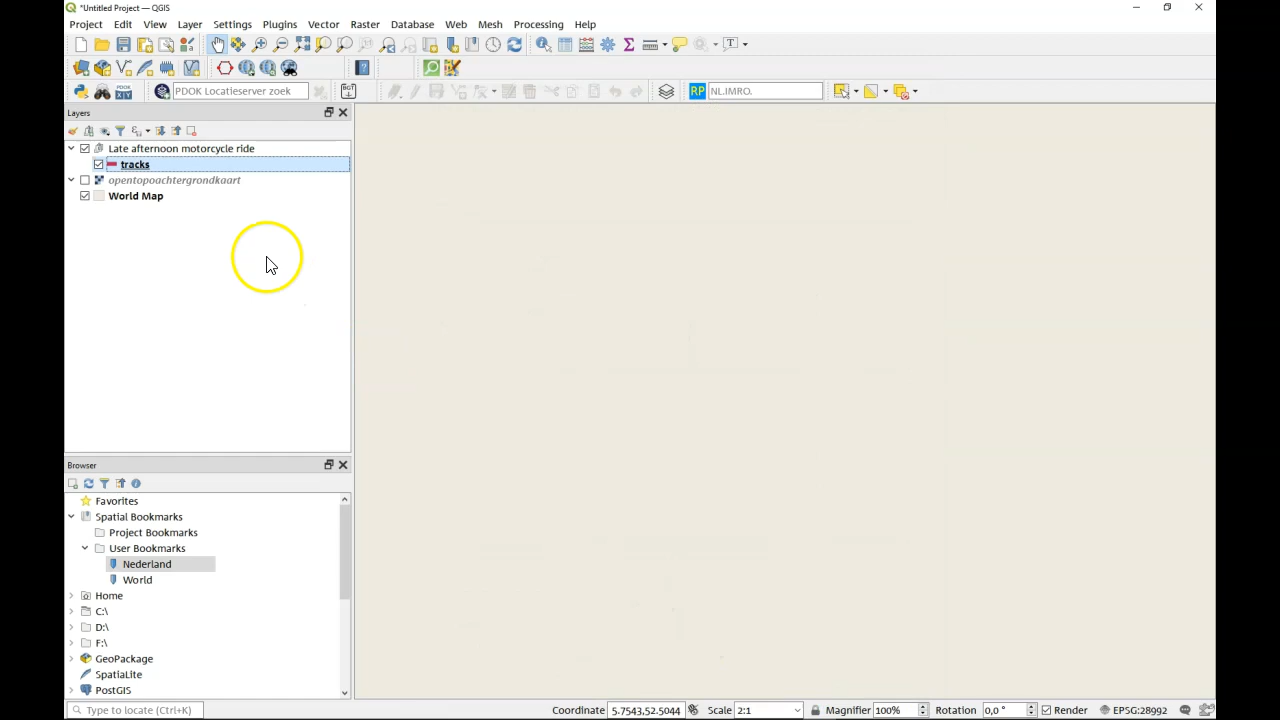 *Untitled Project — QGIS
Project Edit View Layer Settings Plugins Vector Raster Database Web Mesh Processing Help
PDOK Locatieserver zoek
BGT
RP NL.IMRO.
PDOK
X|Y
Layers
Late afternoon motorcycle ride
tracks
opentopoachtergrondkaart
World Map
Browser
Favorites
Spatial Bookmarks
Project Bookmarks
User Bookmarks
Nederland
World
Home
C:\
D:\
F:\
GeoPackage
SpatiaLite
PostGIS
Type to locate (Ctrl+K) Coordinate 5.7543,52.5044 Scale 2:1 Magnifier 100% Rotation 0,0 ° Render EPSG:28992